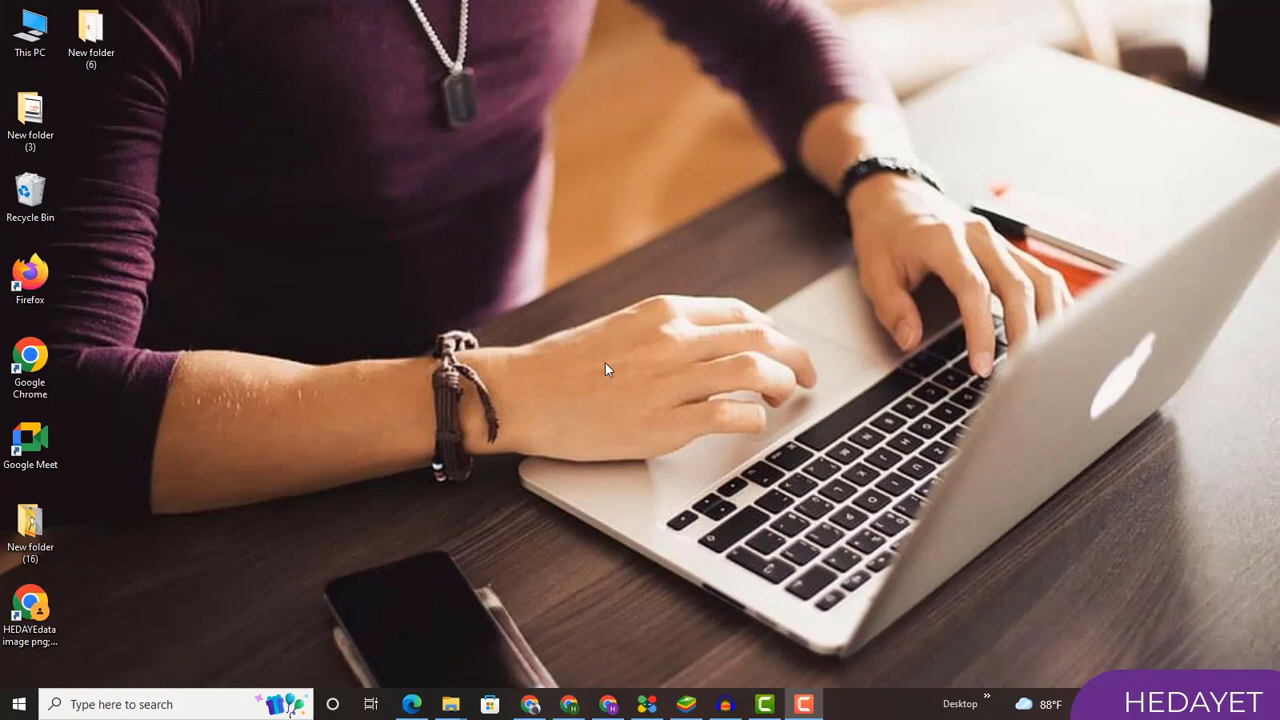 This PC
New folder
(6)
New folder
(3)
Recycle Bin
Firefox
Google
Chrome
Google Meet
New folder
(16)
HEDAYEdata
image png;...
Type here to search
Desktop
»
88°F
HEDAYET